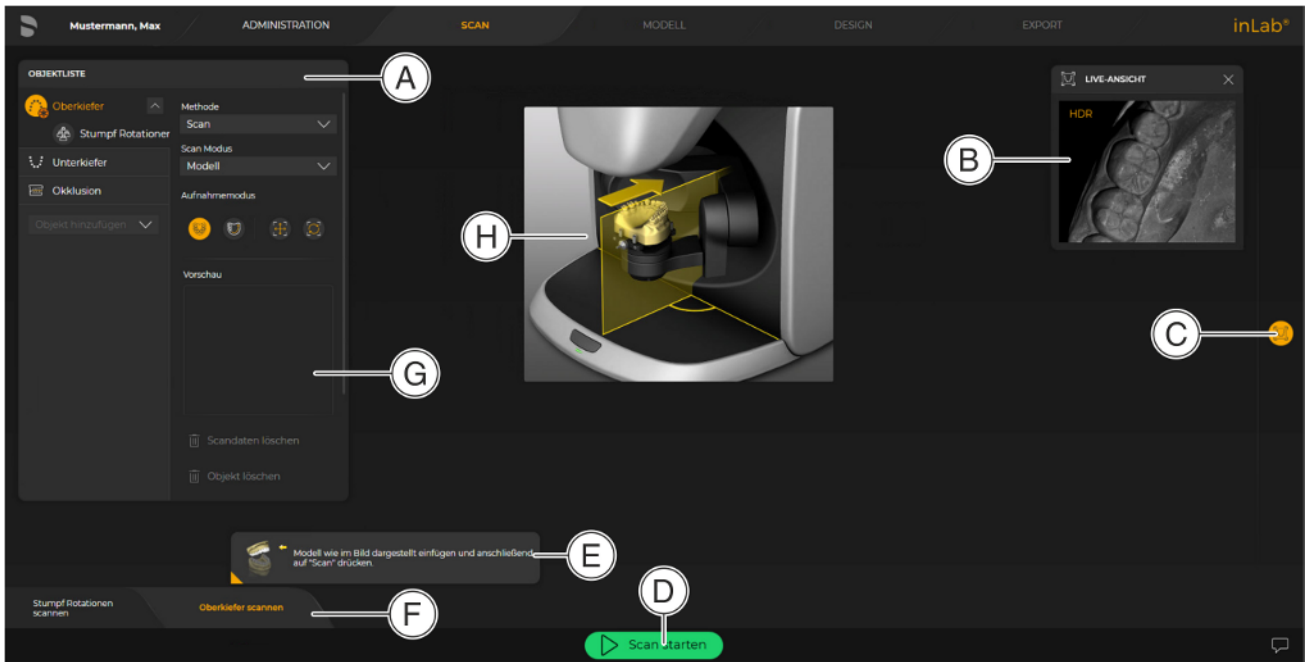 Mustermann, Max
ADMINISTRATION
SCAN
MODELL
DESIGN
EXPORT
inLab®
OBJEKTLISTE
A
Oberkiefer
Stumpf Rotationer
Unterkiefer
Okklusion
Objekt hinzufügen
Methode
Scan
Scan Modus
Modell
Aufnahmemodus
Vorschau
G
Scandaten löschen
Objekt löschen
H
LIVE-ANSICHT
HDR
B
C
Modell wie im Bild dargestellt einfügen und anschließend
auf "Scan" drücken.
E
Stumpf Rotationen
scannen
Oberkiefer scannen
F
D
Scan starten